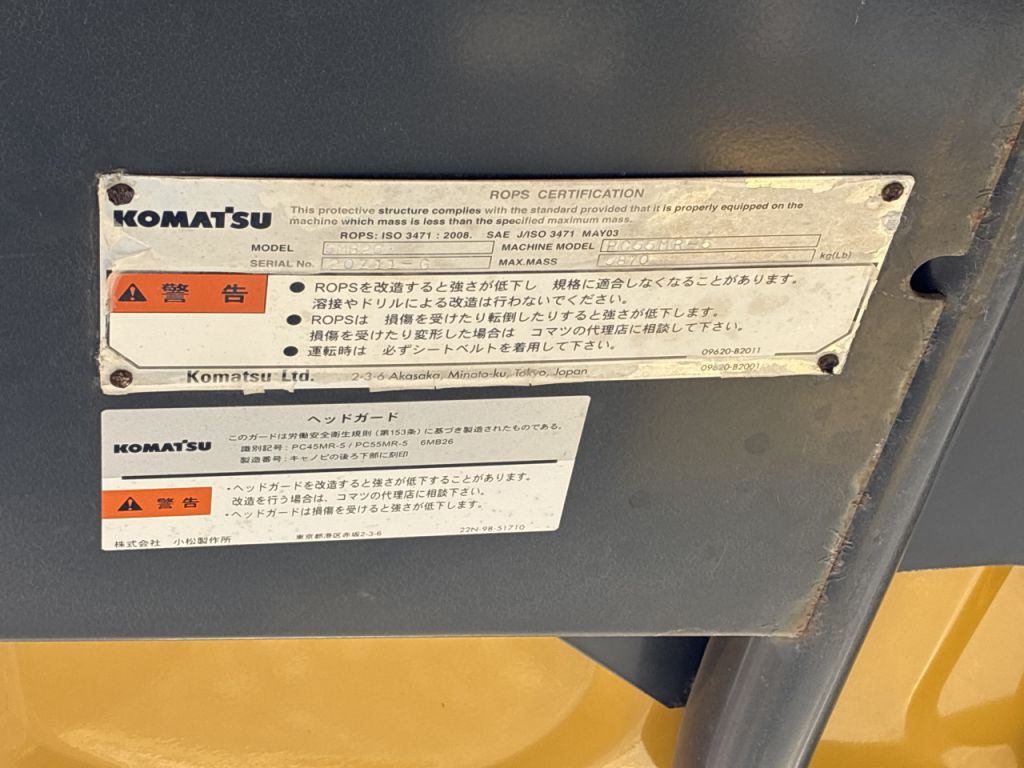 ROPS CERTIFICATION
KOMATSU
This protective structure complies with the standard provided that it is properly equipped on the
machine which mass is less than the specified maximum mass.
ROPS: ISO 3471 : 2008. SAE J/ISO 3471 MAY03
MODEL MACHINE MODEL PC55MR-5
SERIAL No. 20711-G MAX.MASS kg(Lb)
警告
● ROPSを改造すると強さが低下し 規格に適合しなくなることがあります。
溶接やドリルによる改造は行わないでください。
● ROPSは 損傷を受けたり転倒したりすると強さが低下します。
損傷を受けたり変形した場合は コマツの代理店に相談して下さい。
● 運転時は 必ずシートベルトを着用して下さい。
09620-B2011
Komatsu Ltd. 2-3-6 Akasaka, Minato-ku, Tokyo, Japan 09620-B2001
ヘッドガード
KOMATSU
このガードは労働安全衛生規則（第153条）に基づき製造されたものである。
識別記号：PC45MR-5 / PC55MR-5 6MB26
製造番号：キャノピの後ろ下部に刻印
警告
・ヘッドガードを改造すると強さが低下することがあります。
改造を行う場合は、コマツの代理店に相談下さい。
・ヘッドガードは損傷を受けると強さが低下します。
22N-98-51710
株式会社 小松製作所 東京都港区赤坂2-3-6